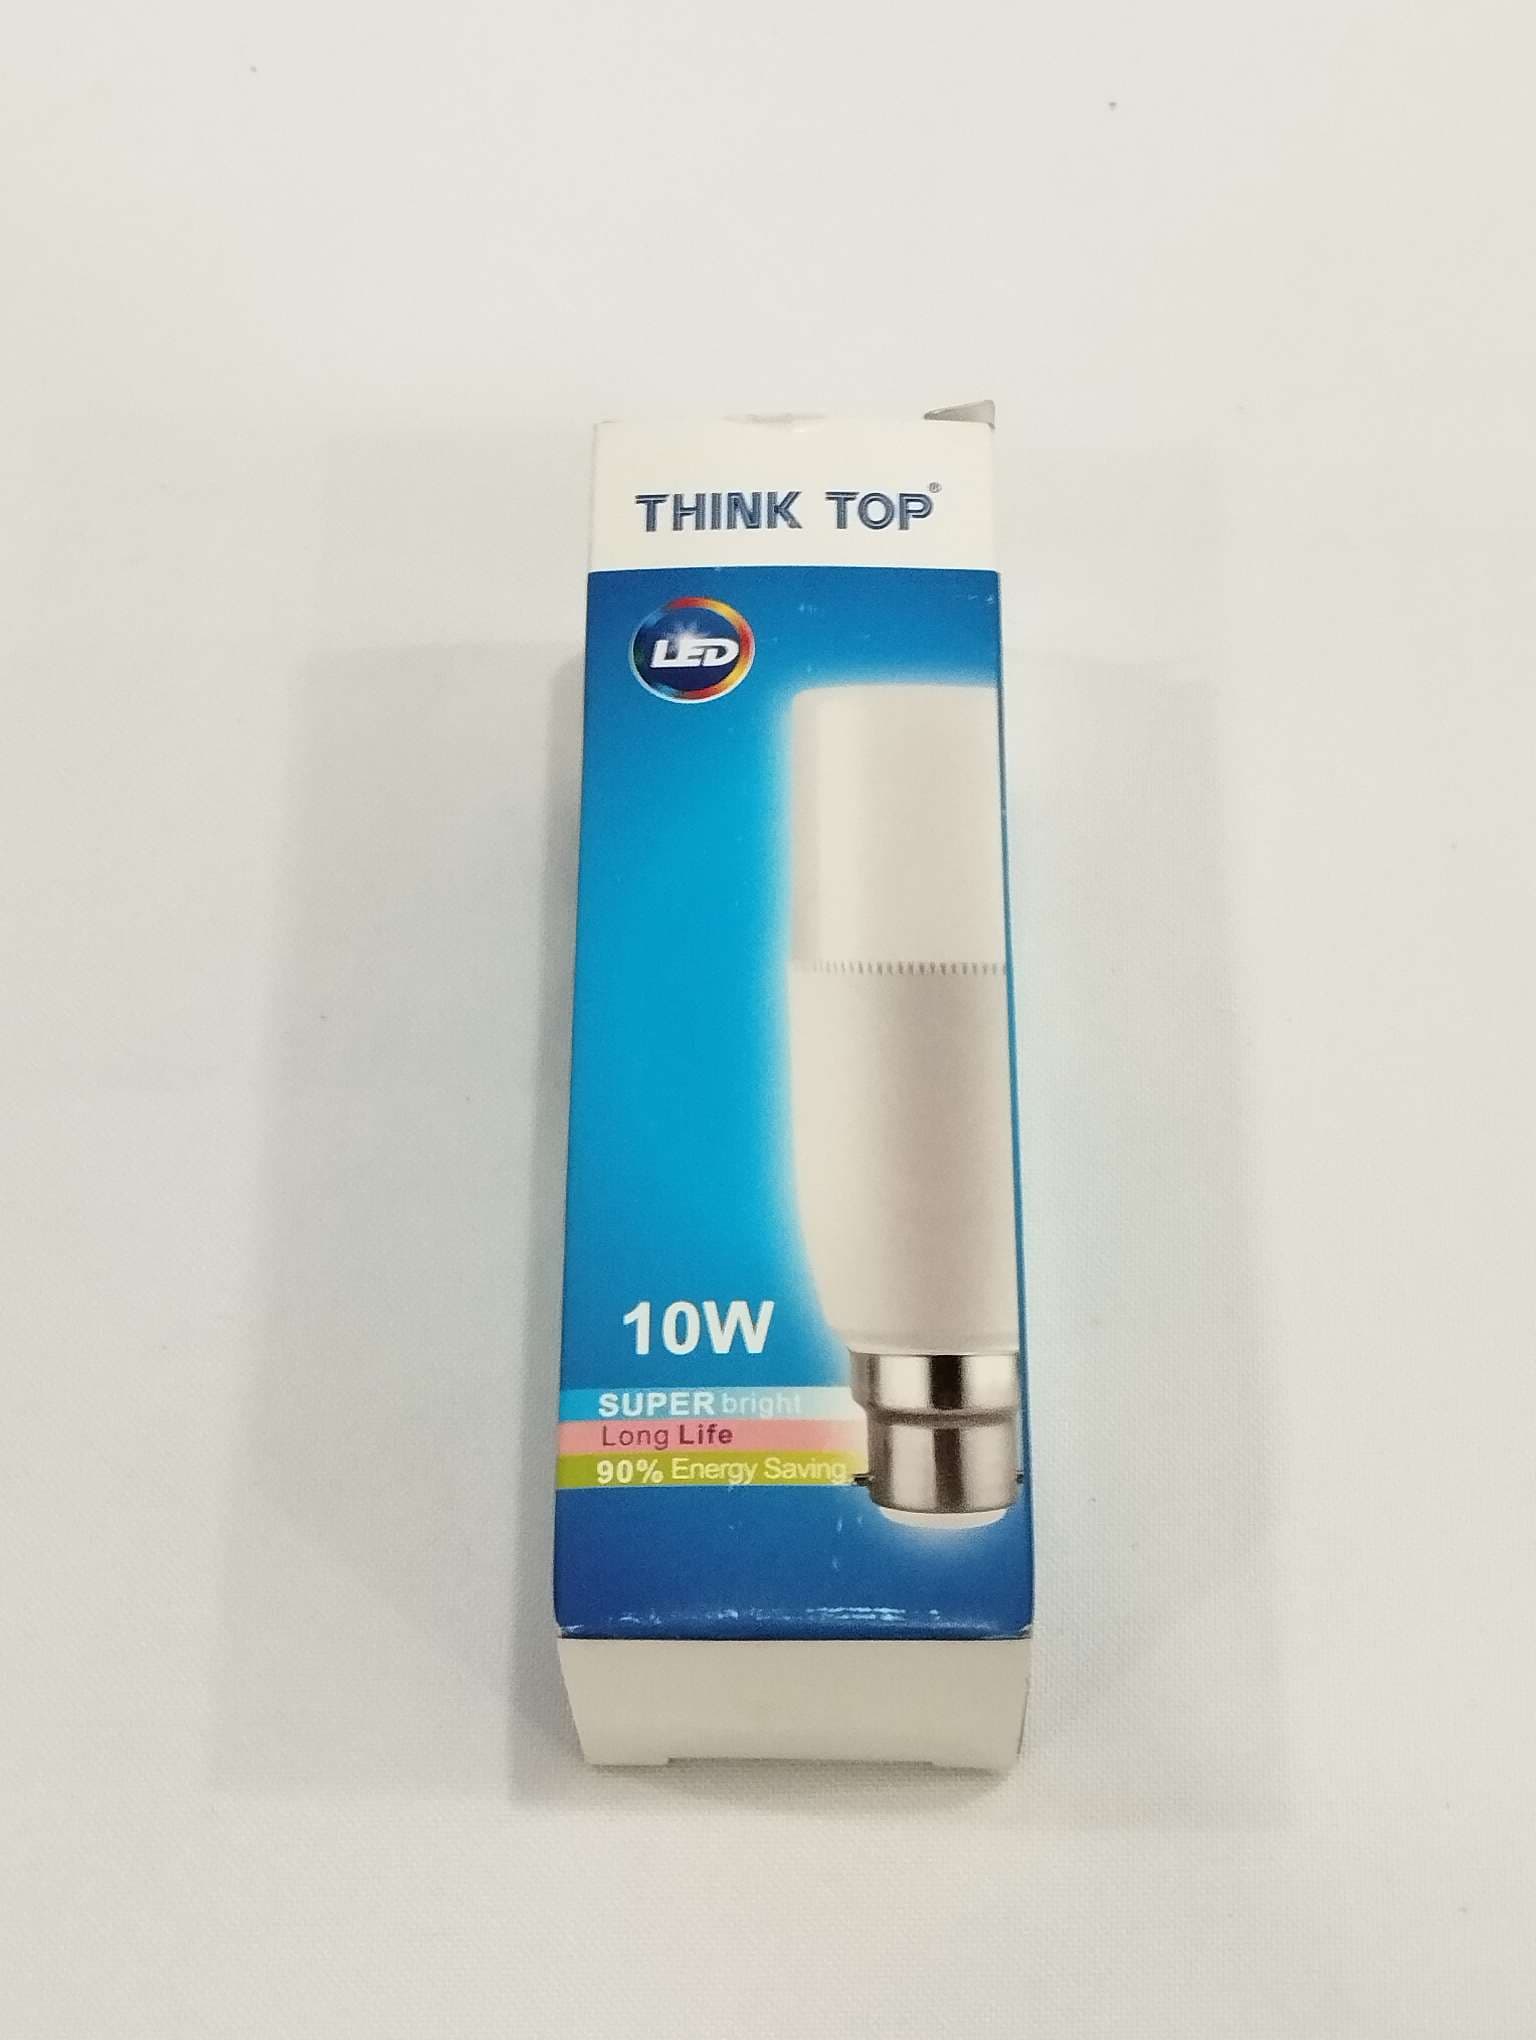 THINK TOP®
LED
10W
SUPER bright
Long Life
90% Energy Saving